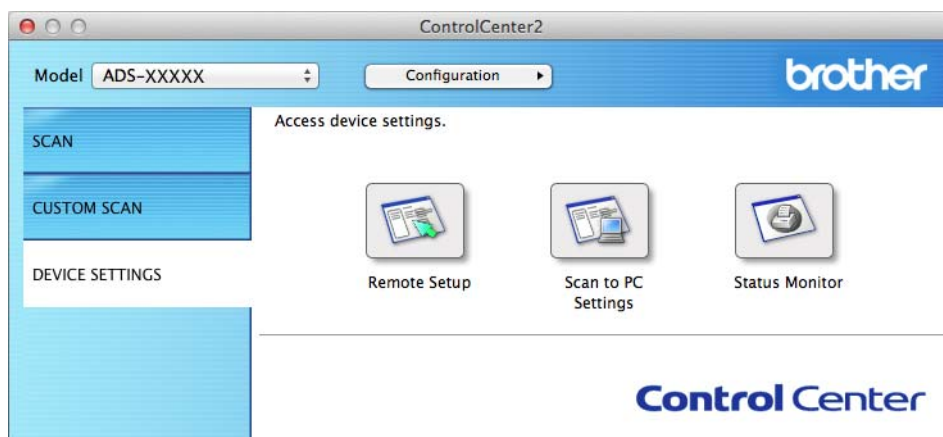 ControlCenter2
Model ADS-XXXXX Configuration
brother
SCAN
CUSTOM SCAN
DEVICE SETTINGS
Access device settings.
Remote Setup
Scan to PC
Settings
Status Monitor
Control Center